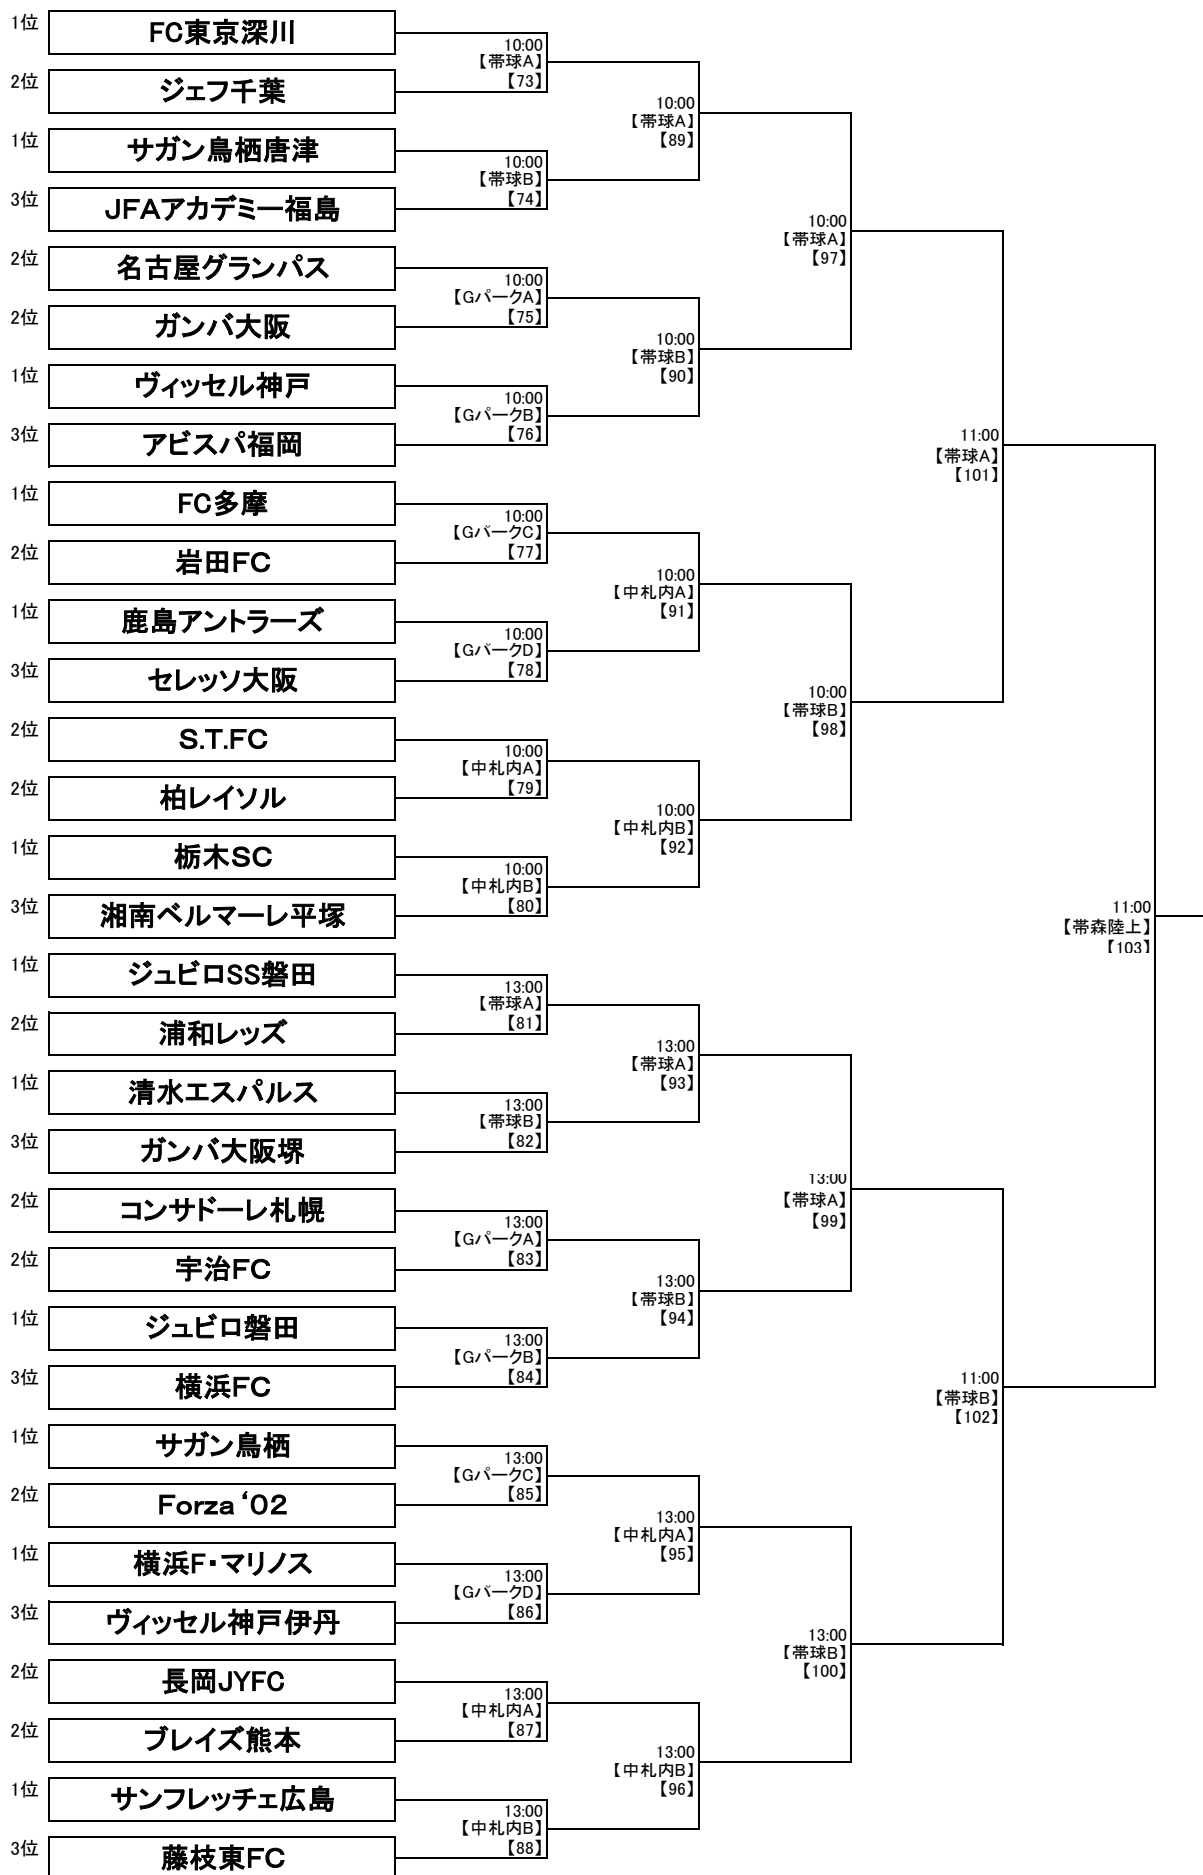 1位 FC東京深川
10:00
【帯球A】
【73】
2位 ジェフ千葉
10:00
【帯球A】
【89】
1位 サガン鳥栖唐津
10:00
【帯球B】
【74】
3位 JFAアカデミー福島
10:00
【帯球A】
【97】
2位 名古屋グランパス
10:00
【GパークA】
【75】
2位 ガンバ大阪
10:00
【帯球B】
【90】
1位 ヴィッセル神戸
10:00
【GパークB】
【76】
3位 アビスパ福岡
11:00
【帯球A】
【101】
1位 FC多摩
10:00
【GパークC】
【77】
2位 岩田FC
10:00
【中札内A】
【91】
1位 鹿島アントラーズ
10:00
【GパークD】
【78】
3位 セレッソ大阪
10:00
【帯球B】
【98】
2位 S.T.FC
10:00
【中札内A】
【79】
2位 柏レイソル
10:00
【中札内B】
【92】
1位 栃木SC
10:00
【中札内B】
【80】
3位 湘南ベルマーレ平塚
11:00
【帯森陸上】
【103】
1位 ジュビロSS磐田
13:00
【帯球A】
【81】
2位 浦和レッズ
13:00
【帯球A】
【93】
1位 清水エスパルス
13:00
【帯球B】
【82】
3位 ガンバ大阪堺
13:00
【帯球A】
【99】
2位 コンサドーレ札幌
13:00
【GパークA】
【83】
2位 宇治FC
13:00
【帯球B】
【94】
1位 ジュビロ磐田
13:00
【GパークB】
【84】
3位 横浜FC
11:00
【帯球B】
【102】
1位 サガン鳥栖
13:00
【GパークC】
【85】
2位 Forza‘02
13:00
【中札内A】
【95】
1位 横浜F・マリノス
13:00
【GパークD】
【86】
3位 ヴィッセル神戸伊丹
13:00
【帯球B】
【100】
2位 長岡JYFC
13:00
【中札内A】
【87】
2位 ブレイズ熊本
13:00
【中札内B】
【96】
1位 サンフレッチェ広島
13:00
【中札内B】
【88】
3位 藤枝東FC